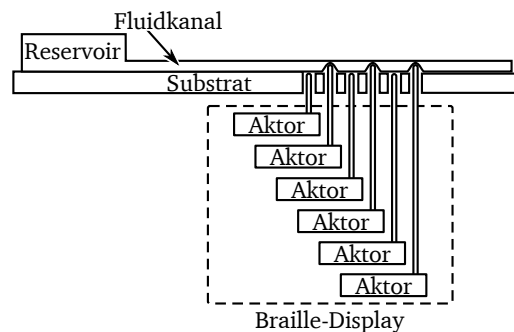 Fluidkanal
Reservoir
Substrat
Aktor
Aktor
Aktor
Aktor
Aktor
Aktor
Braille-Display